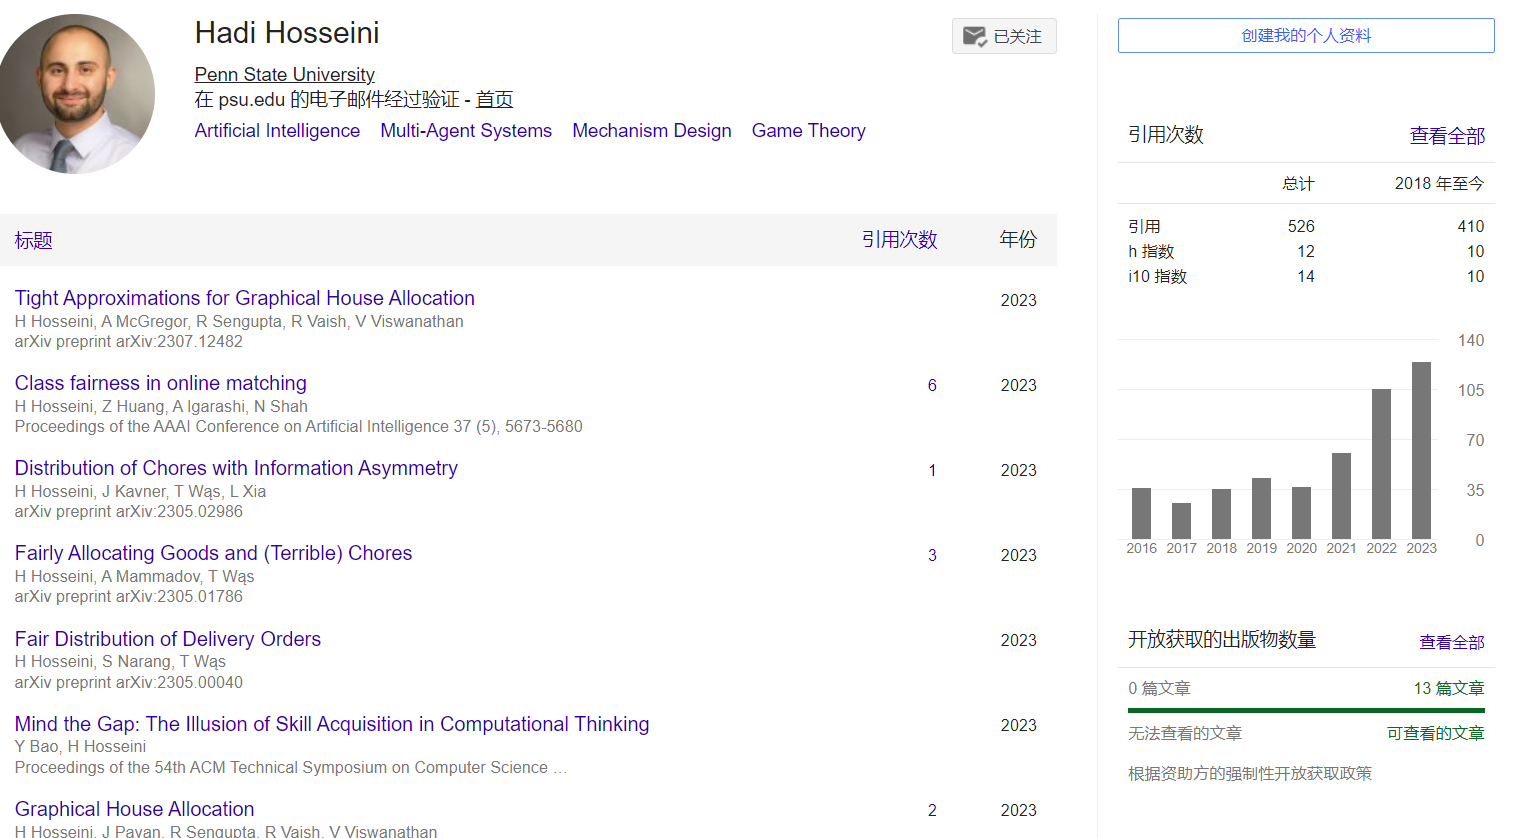 Hadi Hosseini
已关注
Penn State University
在 psu.edu 的电子邮件经过验证 - 首页
Artificial Intelligence Multi-Agent Systems Mechanism Design Game Theory
标题 引用次数 年份
Tight Approximations for Graphical House Allocation 2023
H Hosseini, A McGregor, R Sengupta, R Vaish, V Viswanathan
arXiv preprint arXiv:2307.12482
Class fairness in online matching 6 2023
H Hosseini, Z Huang, A Igarashi, N Shah
Proceedings of the AAAI Conference on Artificial Intelligence 37 (5), 5673-5680
Distribution of Chores with Information Asymmetry 1 2023
H Hosseini, J Kavner, T Wąs, L Xia
arXiv preprint arXiv:2305.02986
Fairly Allocating Goods and (Terrible) Chores 3 2023
H Hosseini, A Mammadov, T Wąs
arXiv preprint arXiv:2305.01786
Fair Distribution of Delivery Orders 2023
H Hosseini, S Narang, T Wąs
arXiv preprint arXiv:2305.00040
Mind the Gap: The Illusion of Skill Acquisition in Computational Thinking 2023
Y Bao, H Hosseini
Proceedings of the 54th ACM Technical Symposium on Computer Science …
Graphical House Allocation 2 2023
H Hosseini, J Payan, R Sengupta, R Vaish, V Viswanathan
创建我的个人资料
引用次数 查看全部
总计 2018 年至今
引用 526 410
h 指数 12 10
i10 指数 14 10
140
105
70
35
0
2016 2017 2018 2019 2020 2021 2022 2023
开放获取的出版物数量 查看全部
0 篇文章 13 篇文章
无法查看的文章 可查看的文章
根据资助方的强制性开放获取政策